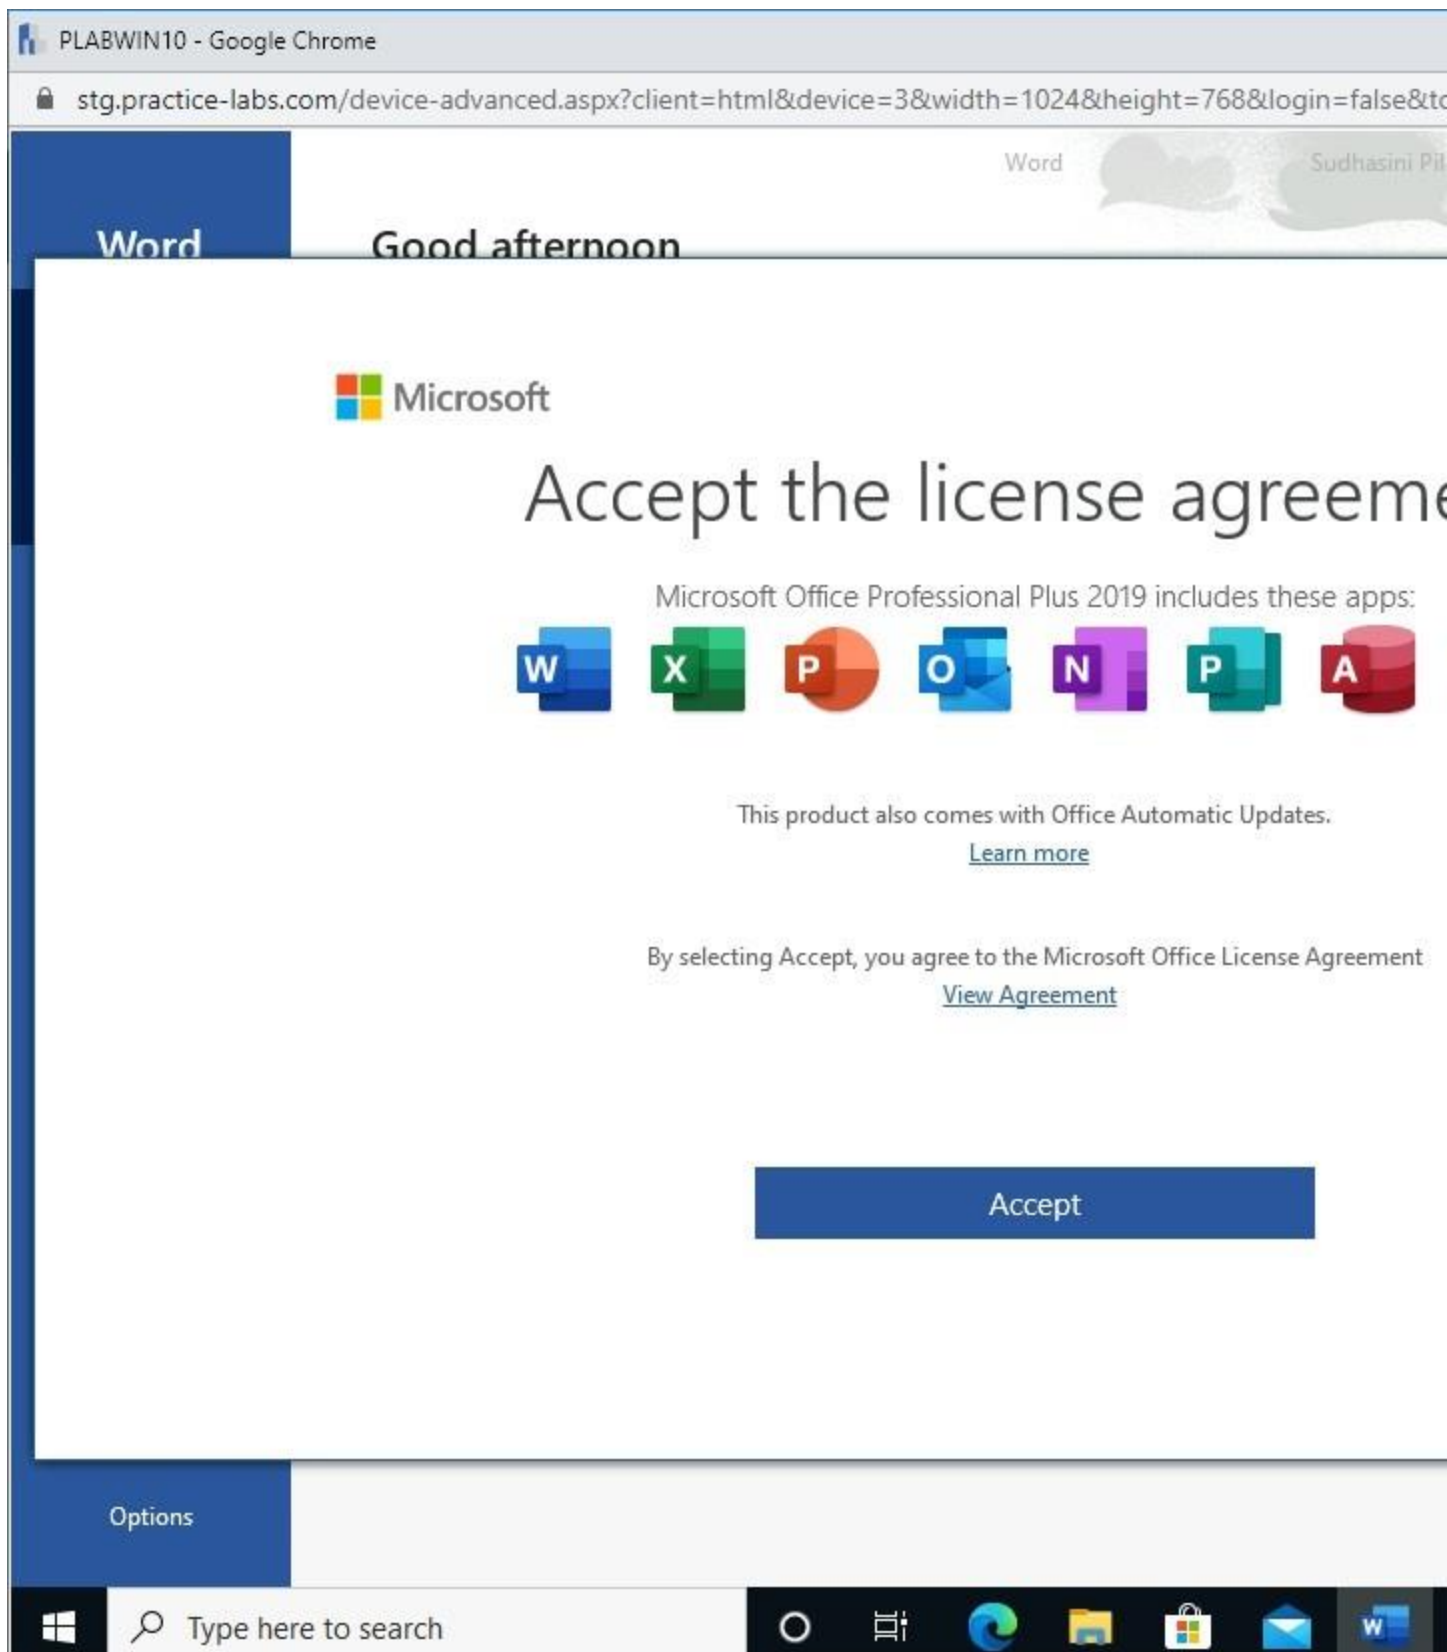 PLABWIN10 - Google Chrome
stg.practice-labs.com/device-advanced.aspx?client=html&device=3&width=1024&height=768&login=false&to
Word Sudhasini Pil
Word
Good afternoon
Microsoft
Accept the license agreeme
Microsoft Office Professional Plus 2019 includes these apps:
W X P O N P A
This product also comes with Office Automatic Updates.
Learn more
By selecting Accept, you agree to the Microsoft Office License Agreement
View Agreement
Accept
Options
Type here to search
W